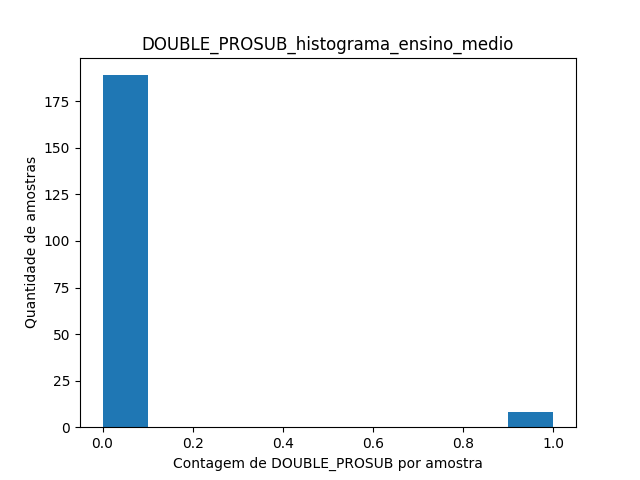 DOUBLE_PROSUB_histograma_ensino_medio
Quantidade de amostras
175
150
125
100
75
50
25
0
0.0 0.2 0.4 0.6 0.8 1.0
Contagem de DOUBLE_PROSUB por amostra